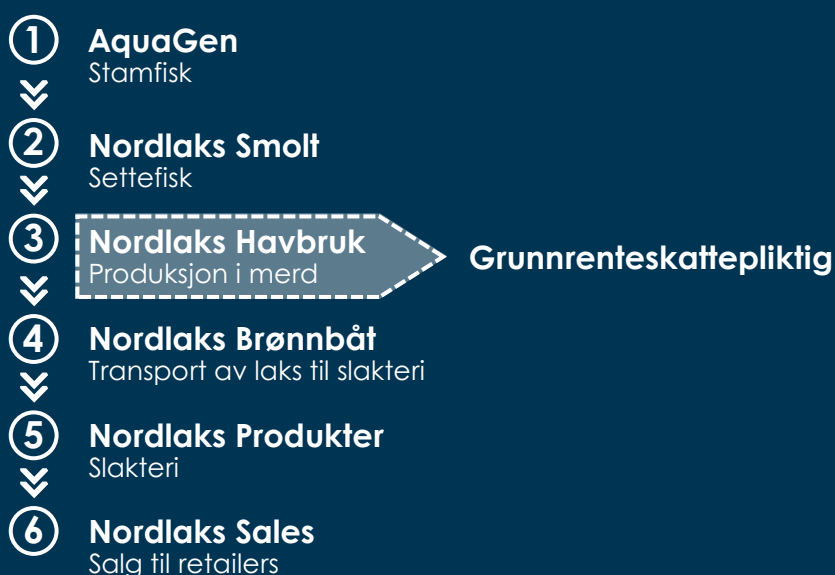 1
AquaGen
Stamfisk
2
Nordlaks Smolt
Settefisk
3
Nordlaks Havbruk
Produksjon i merd
Grunnrenteskattepliktig
4
Nordlaks Brønnbåt
Transport av laks til slakteri
5
Nordlaks Produkter
Slakteri
6
Nordlaks Sales
Salg til retailers